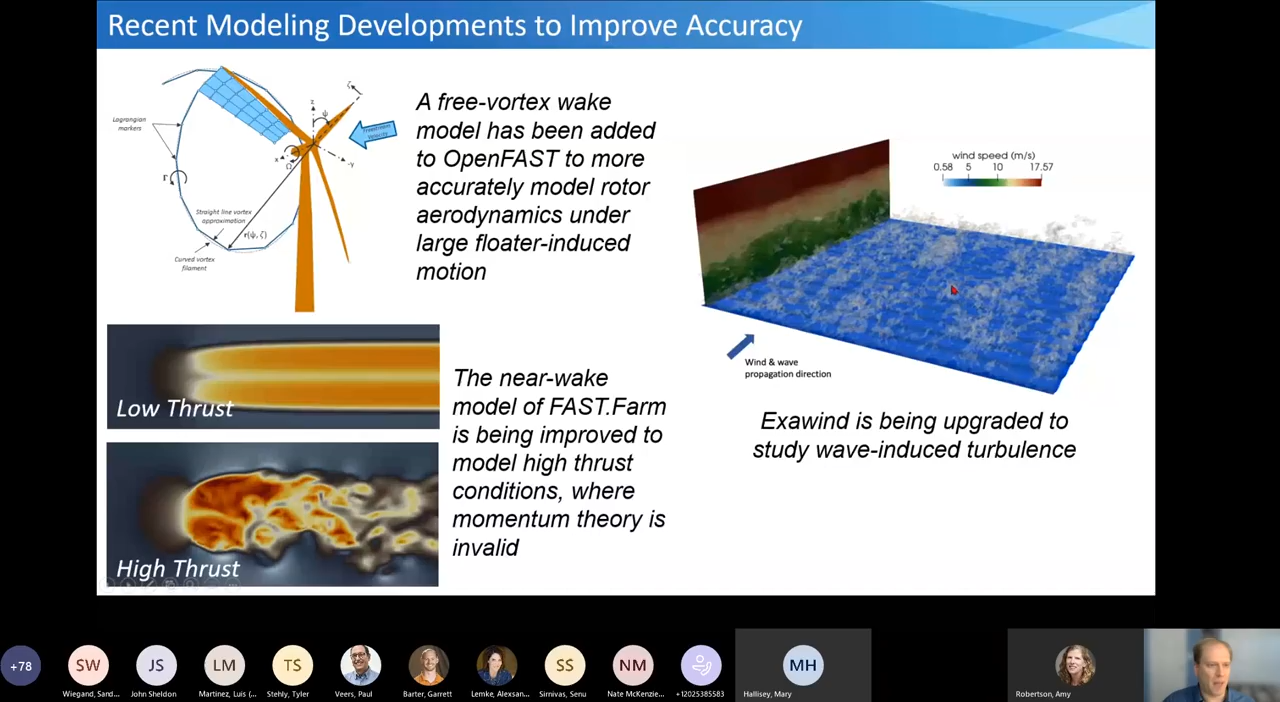 Recent Modeling Developments to Improve Accuracy
Lagrangian
markers
Γ
Straight line vortex
approximation
r(ψ, ζ)
Curved vortex
filament
z
ψ
ζ
x
Ω
-y
Freestream
Velocity
A free-vortex wake
model has been added
to OpenFAST to more
accurately model rotor
aerodynamics under
large floater-induced
motion
wind speed (m/s)
0.58 5 10 17.57
Wind & wave
propagation direction
Exawind is being upgraded to
study wave-induced turbulence
Low Thrust
High Thrust
The near-wake
model of FAST.Farm
is being improved to
model high thrust
conditions, where
momentum theory is
invalid
+78
SW
Wiegand, Sand...
JS
John Sheldon
LM
Martinez, Luis (...
TS
Stehly, Tyler
Veers, Paul
Barter, Garrett
Lemke, Alexsan...
SS
Sirnivas, Senu
NM
Nate McKenzie...
+12025385583
MH
Hallisey, Mary
Robertson, Amy